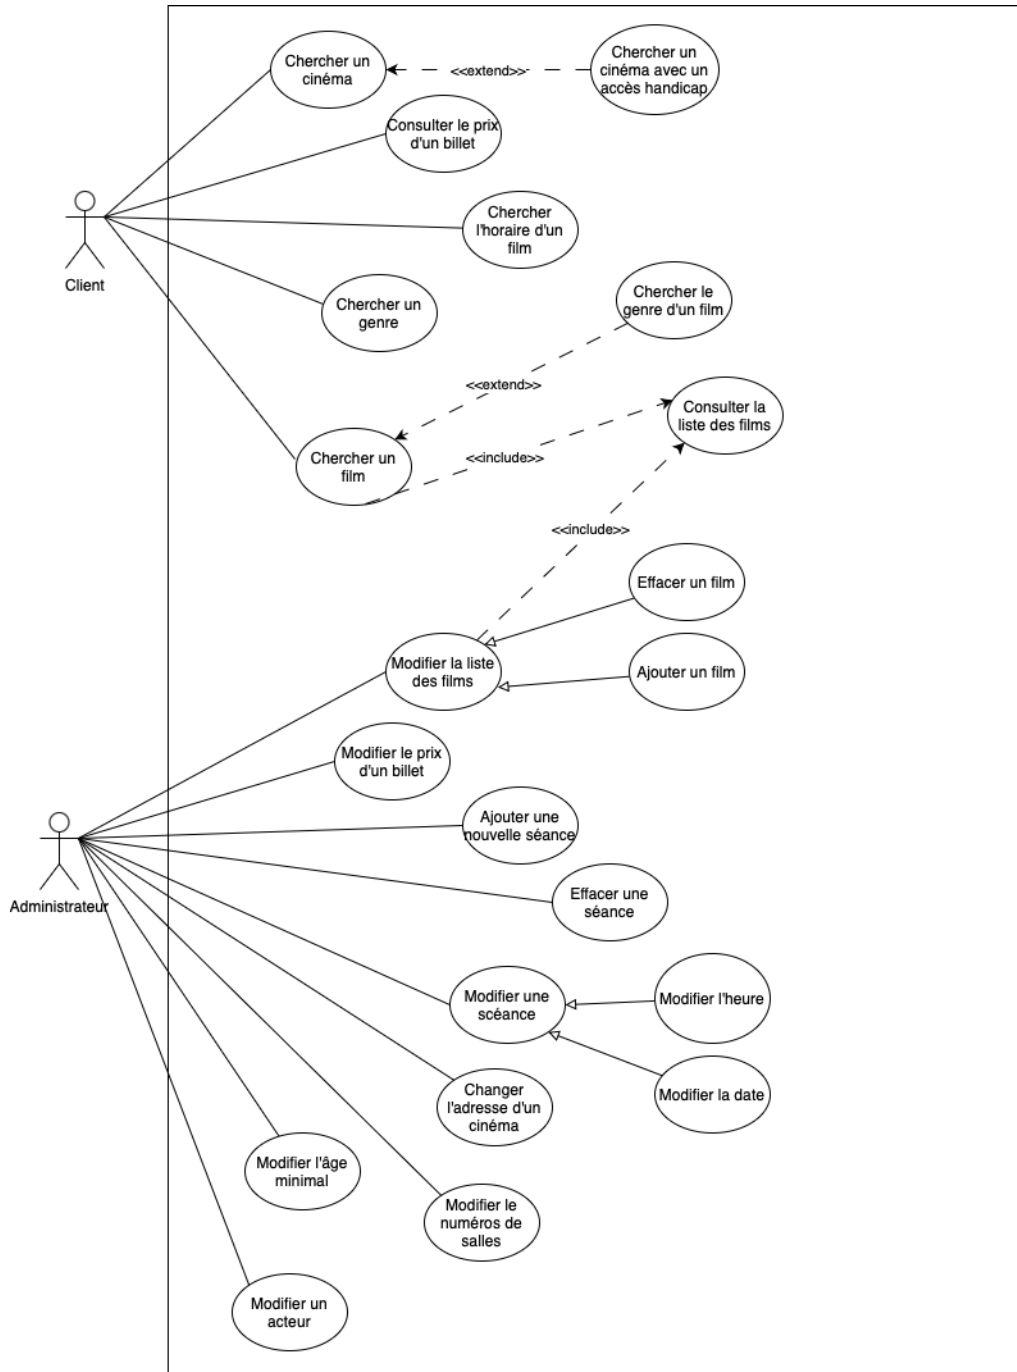 Chercher un
cinéma
<<extend>>
Chercher un
cinéma avec un
accès handicap
Consulter le prix
d'un billet
Chercher
l'horaire d'un
film
Client
Chercher un
genre
Chercher le
genre d'un film
<<extend>>
Consulter la
liste des films
Chercher un
film
<<include>>
<<include>>
Effacer un film
Modifier la liste
des films
Ajouter un film
Modifier le prix
d'un billet
Ajouter une
nouvelle séance
Administrateur
Effacer une
séance
Modifier une
scéance
Modifier l'heure
Modifier la date
Changer
l'adresse d'un
cinéma
Modifier l'âge
minimal
Modifier le
numéros de
salles
Modifier un
acteur